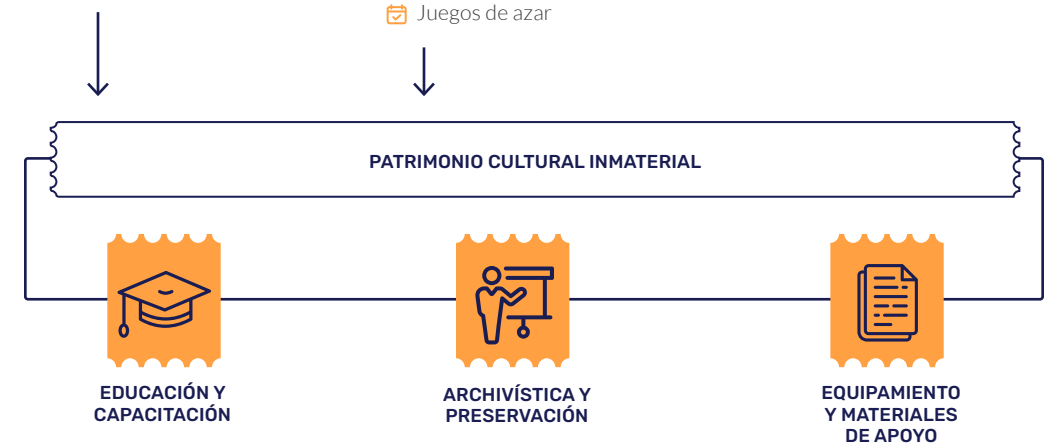 Juegos de azar
PATRIMONIO CULTURAL INMATERIAL
EDUCACIÓN Y
CAPACITACIÓN
ARCHIVÍSTICA Y
PRESERVACIÓN
EQUIPAMIENTO
Y MATERIALES
DE APOYO